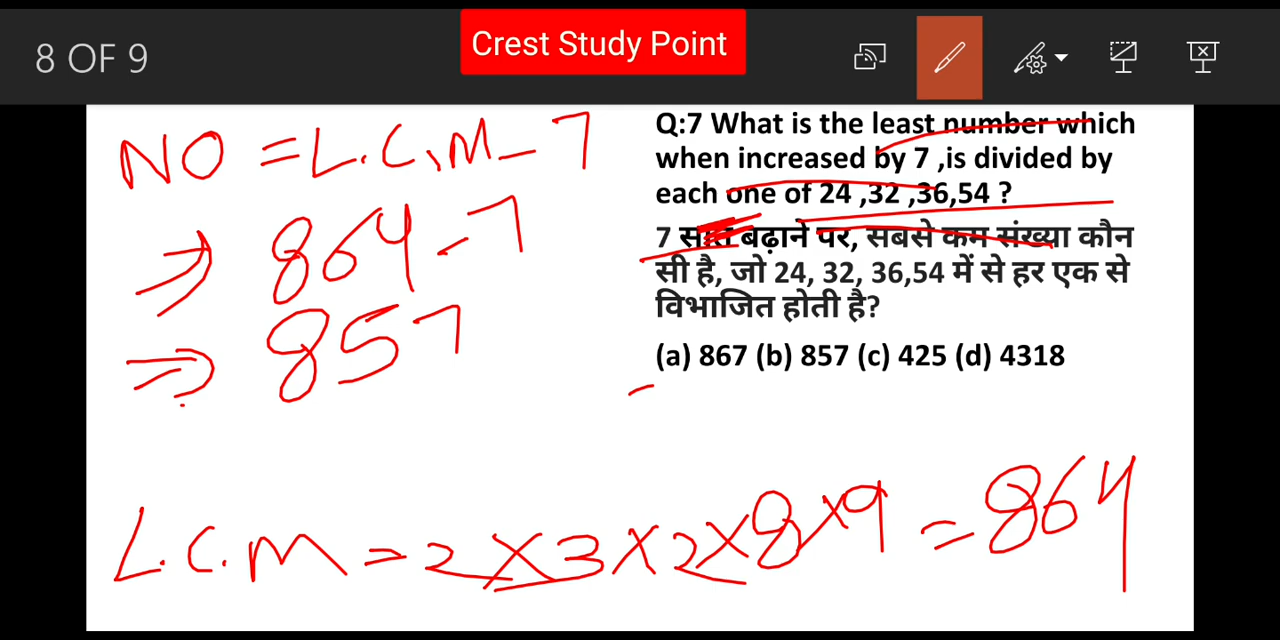 8 OF 9
Crest Study Point
NO = L.C.M - 7
⇒ 864 - 7
⇒ 857
Q:7 What is the least number which
when increased by 7 ,is divided by
each one of 24 ,32 ,36,54 ?
7 सात बढ़ाने पर, सबसे कम संख्या कौन
सी है, जो 24, 32, 36,54 में से हर एक से
विभाजित होती है?
(a) 867 (b) 857 (c) 425 (d) 4318
L.C.M = 2 X 3 X 2 X 8 X 9 = 864